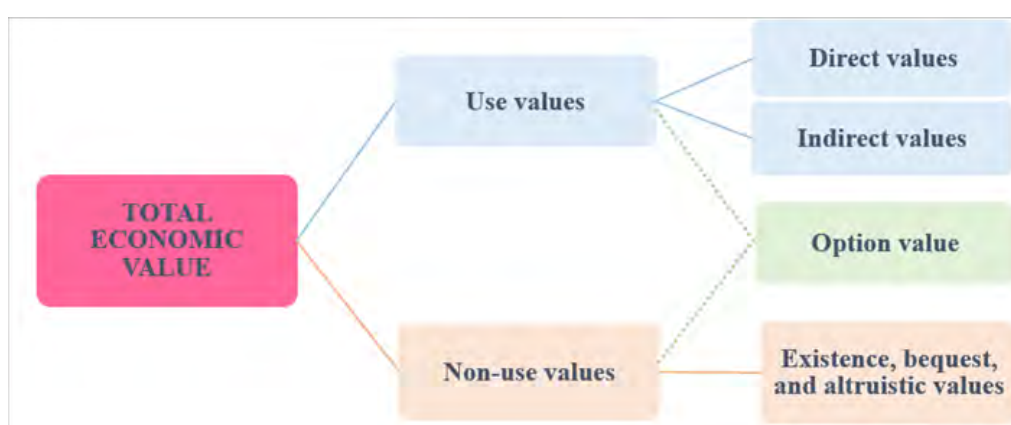 Direct values
Use values
Indirect values
TOTAL
ECONOMIC
VALUE
Option value
Non-use values
Existence, bequest,
and altruistic values